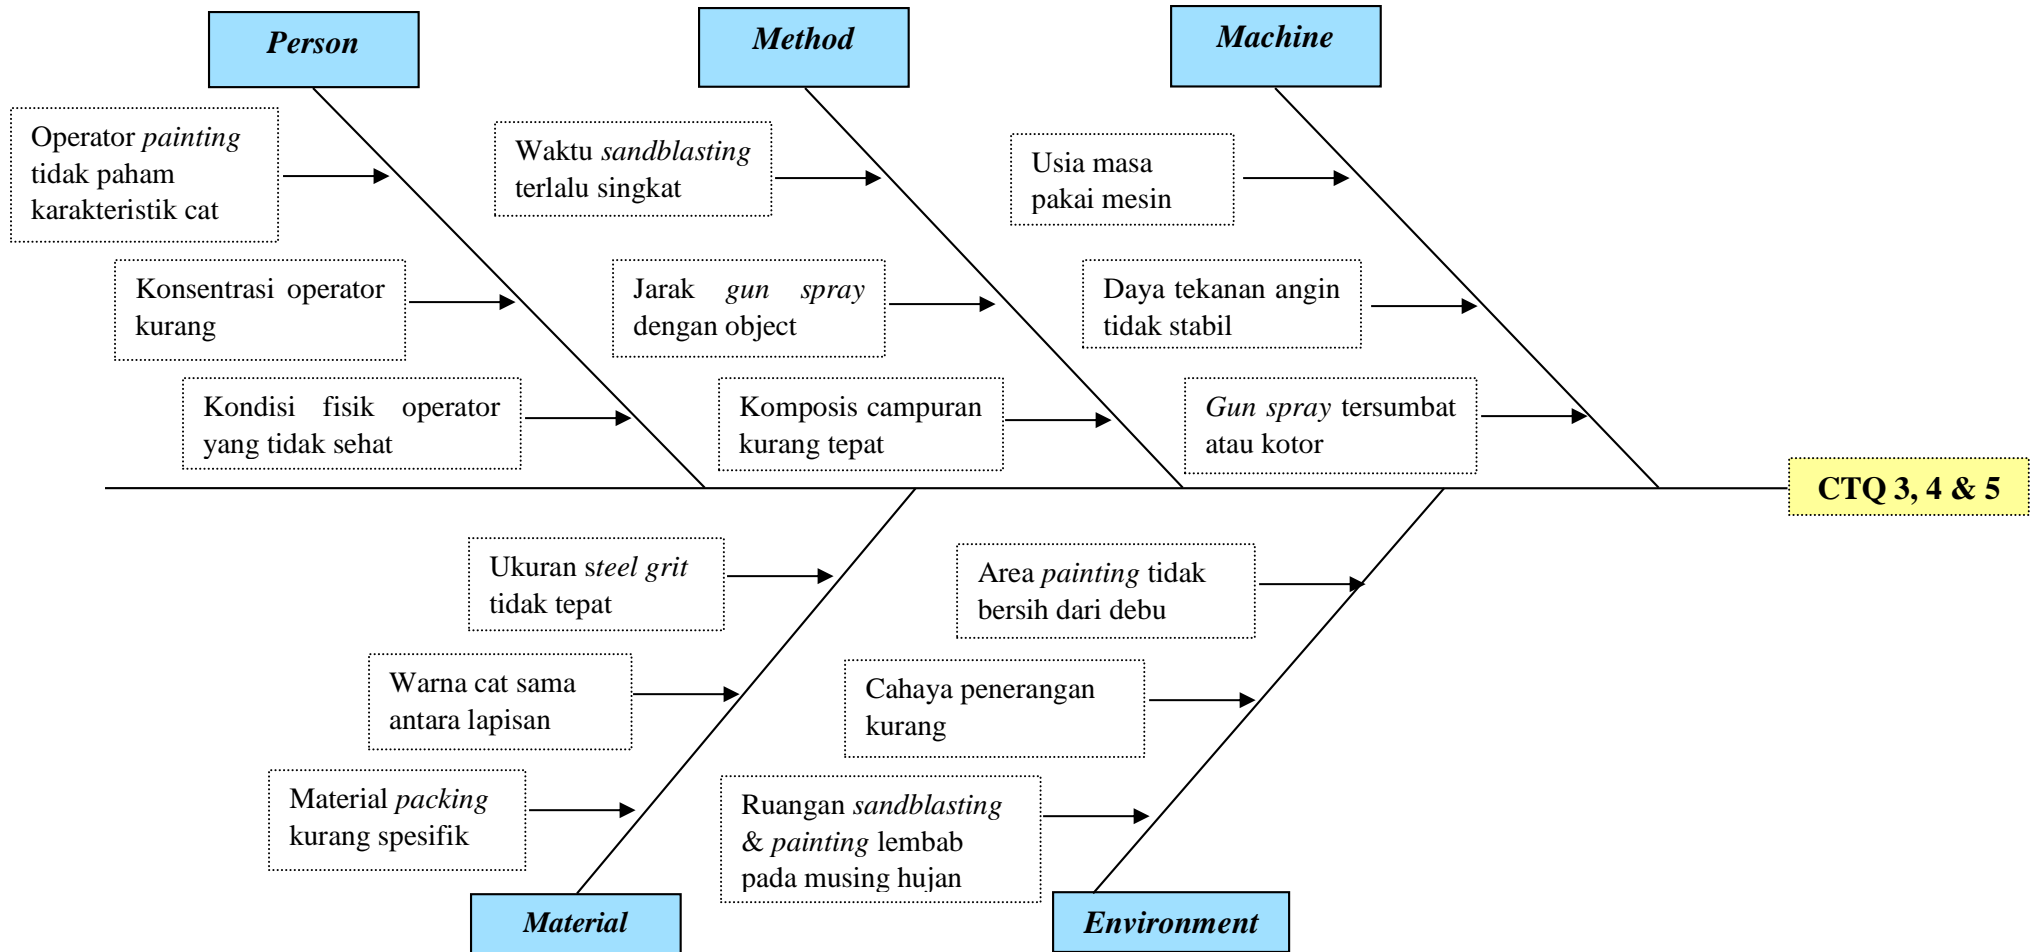 Person
Method
Machine
Operator painting
tidak paham
karakteristik cat
Waktu sandblasting
terlalu singkat
Usia masa
pakai mesin
Konsentrasi operator
kurang
Jarak gun spray
dengan object
Daya tekanan angin
tidak stabil
Kondisi fisik operator
yang tidak sehat
Komposis campuran
kurang tepat
Gun spray tersumbat
atau kotor
CTQ 3, 4 & 5
Ukuran steel grit
tidak tepat
Area painting tidak
bersih dari debu
Warna cat sama
antara lapisan
Cahaya penerangan
kurang
Material packing
kurang spesifik
Ruangan sandblasting
& painting lembab
pada musing hujan
Material
Environment